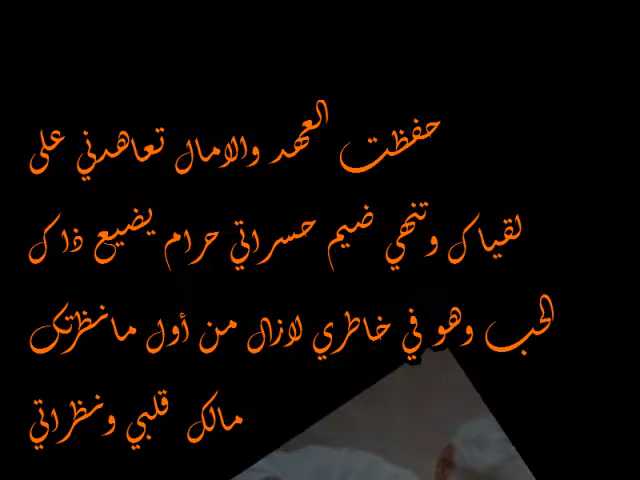 حفظت العهد والامال تعاهدني على
لقياك وتنهي ضيم حسراتي حرام يضيع ذاك
الحب وهو في خاطري لازال من أول مانظرتك
مالك قلبي ونظراتي